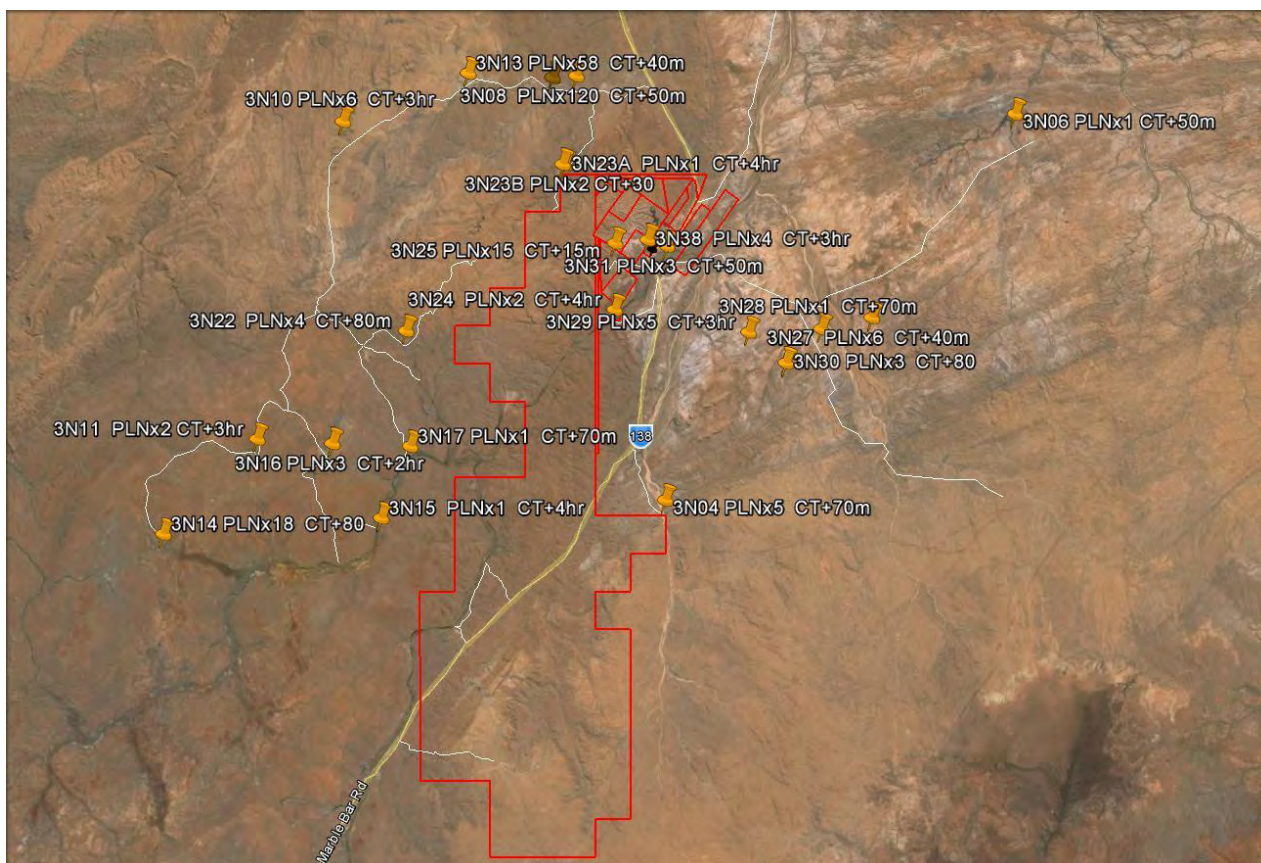 3N13 PLNx58 CT+40m
3N10 PLNx6 CT+3hr
3N08 PLNx120 CT+50m
3N06 PLNx1 CT+50m
3N23A PLNx1 CT+4hr
3N23B PLNx2 CT+30
3N38 PLNx4 CT+3hr
3N25 PLNx15 CT+15m
3N31 PLNx3 CT+50m
3N24 PLNx2 CT+4hr
3N28 PLNx1 CT+70m
3N22 PLNx4 CT+80m
3N29 PLNx5 CT+3hr
3N27 PLNx6 CT+40m
3N30 PLNx3 CT+80
3N11 PLNx2 CT+3hr
138
3N17 PLNx1 CT+70m
3N16 PLNx3 CT+2hr
3N15 PLNx1 CT+4hr
3N04 PLNx5 CT+70m
3N14 PLNx18 CT+80
Marble Bar Rd